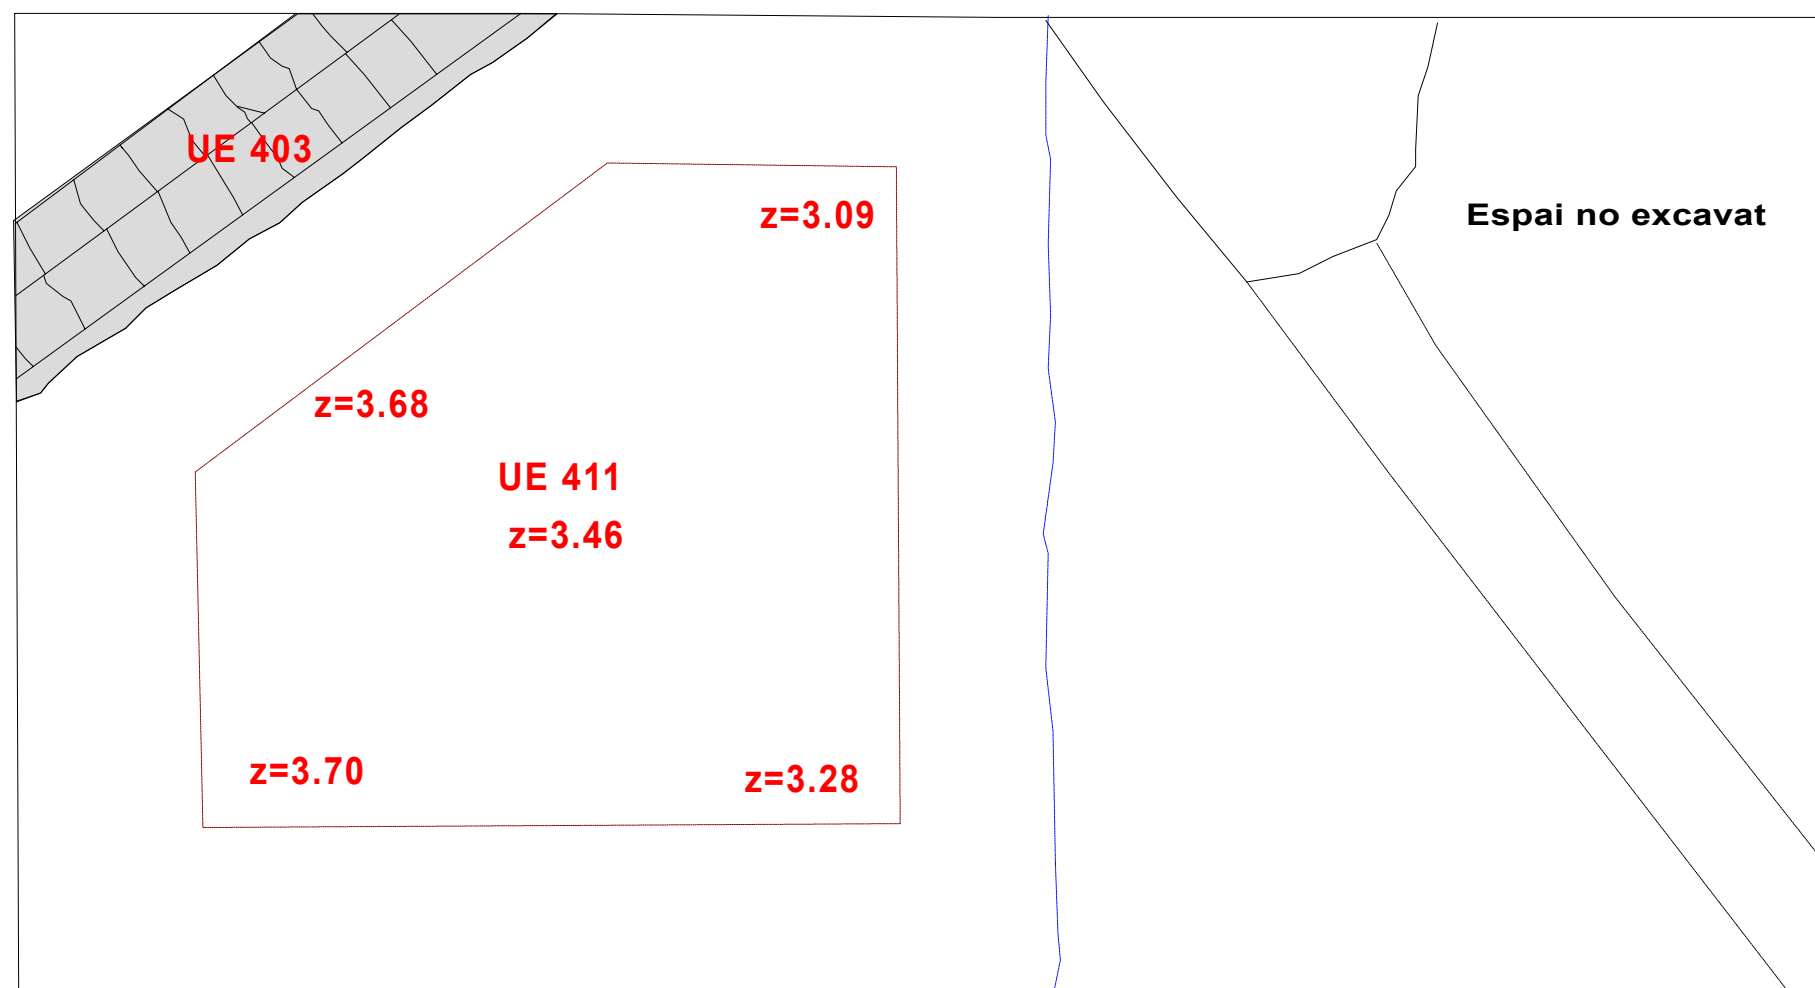 UE 403
z=3.09
Espai no excavat
z=3.68
UE 411
z=3.46
z=3.70
z=3.28